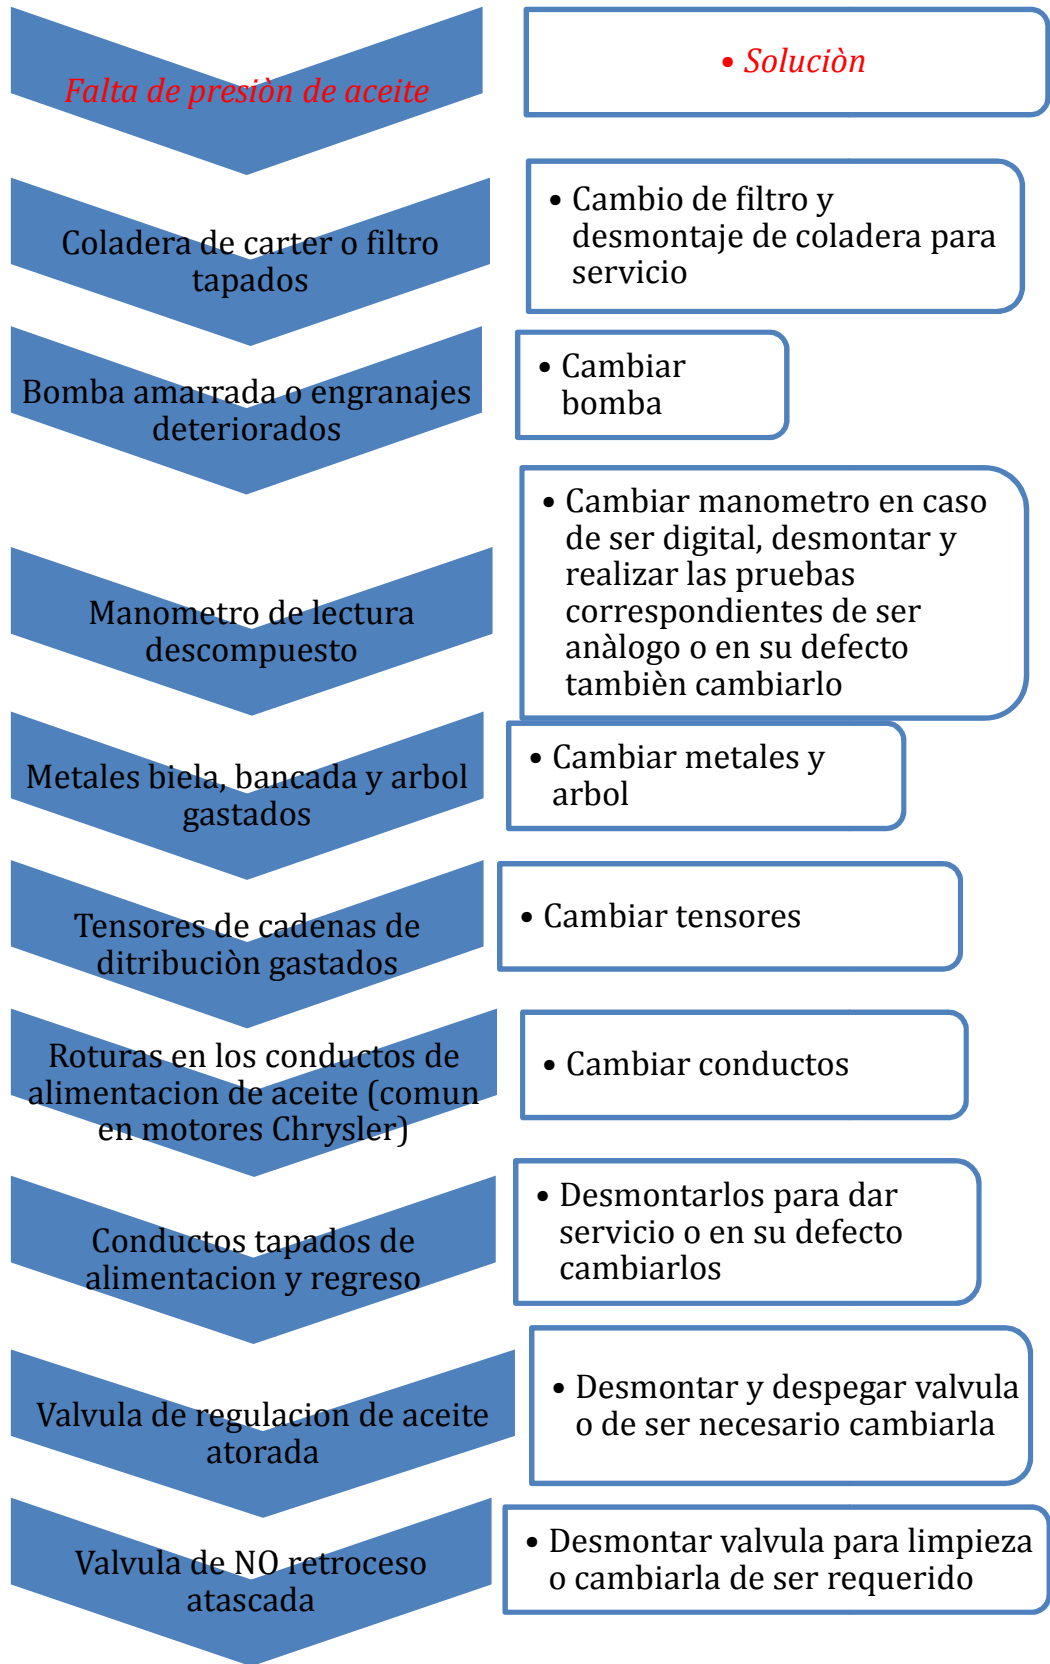 Falta de presiòn de aceite
• Soluciòn
Coladera de carter o filtro
tapados
• Cambio de filtro y
desmontaje de coladera para
servicio
Bomba amarrada o engranajes
deteriorados
• Cambiar
bomba
Manometro de lectura
descompuesto
• Cambiar manometro en caso
de ser digital, desmontar y
realizar las pruebas
correspondientes de ser
anàlogo o en su defecto
tambièn cambiarlo
Metales biela, bancada y arbol
gastados
• Cambiar metales y
arbol
Tensores de cadenas de
ditribuciòn gastados
• Cambiar tensores
Roturas en los conductos de
alimentacion de aceite (comun
en motores Chrysler)
• Cambiar conductos
Conductos tapados de
alimentacion y regreso
• Desmontarlos para dar
servicio o en su defecto
cambiarlos
Valvula de regulacion de aceite
atorada
• Desmontar y despegar valvula
o de ser necesario cambiarla
Valvula de NO retroceso
atascada
• Desmontar valvula para limpieza
o cambiarla de ser requerido